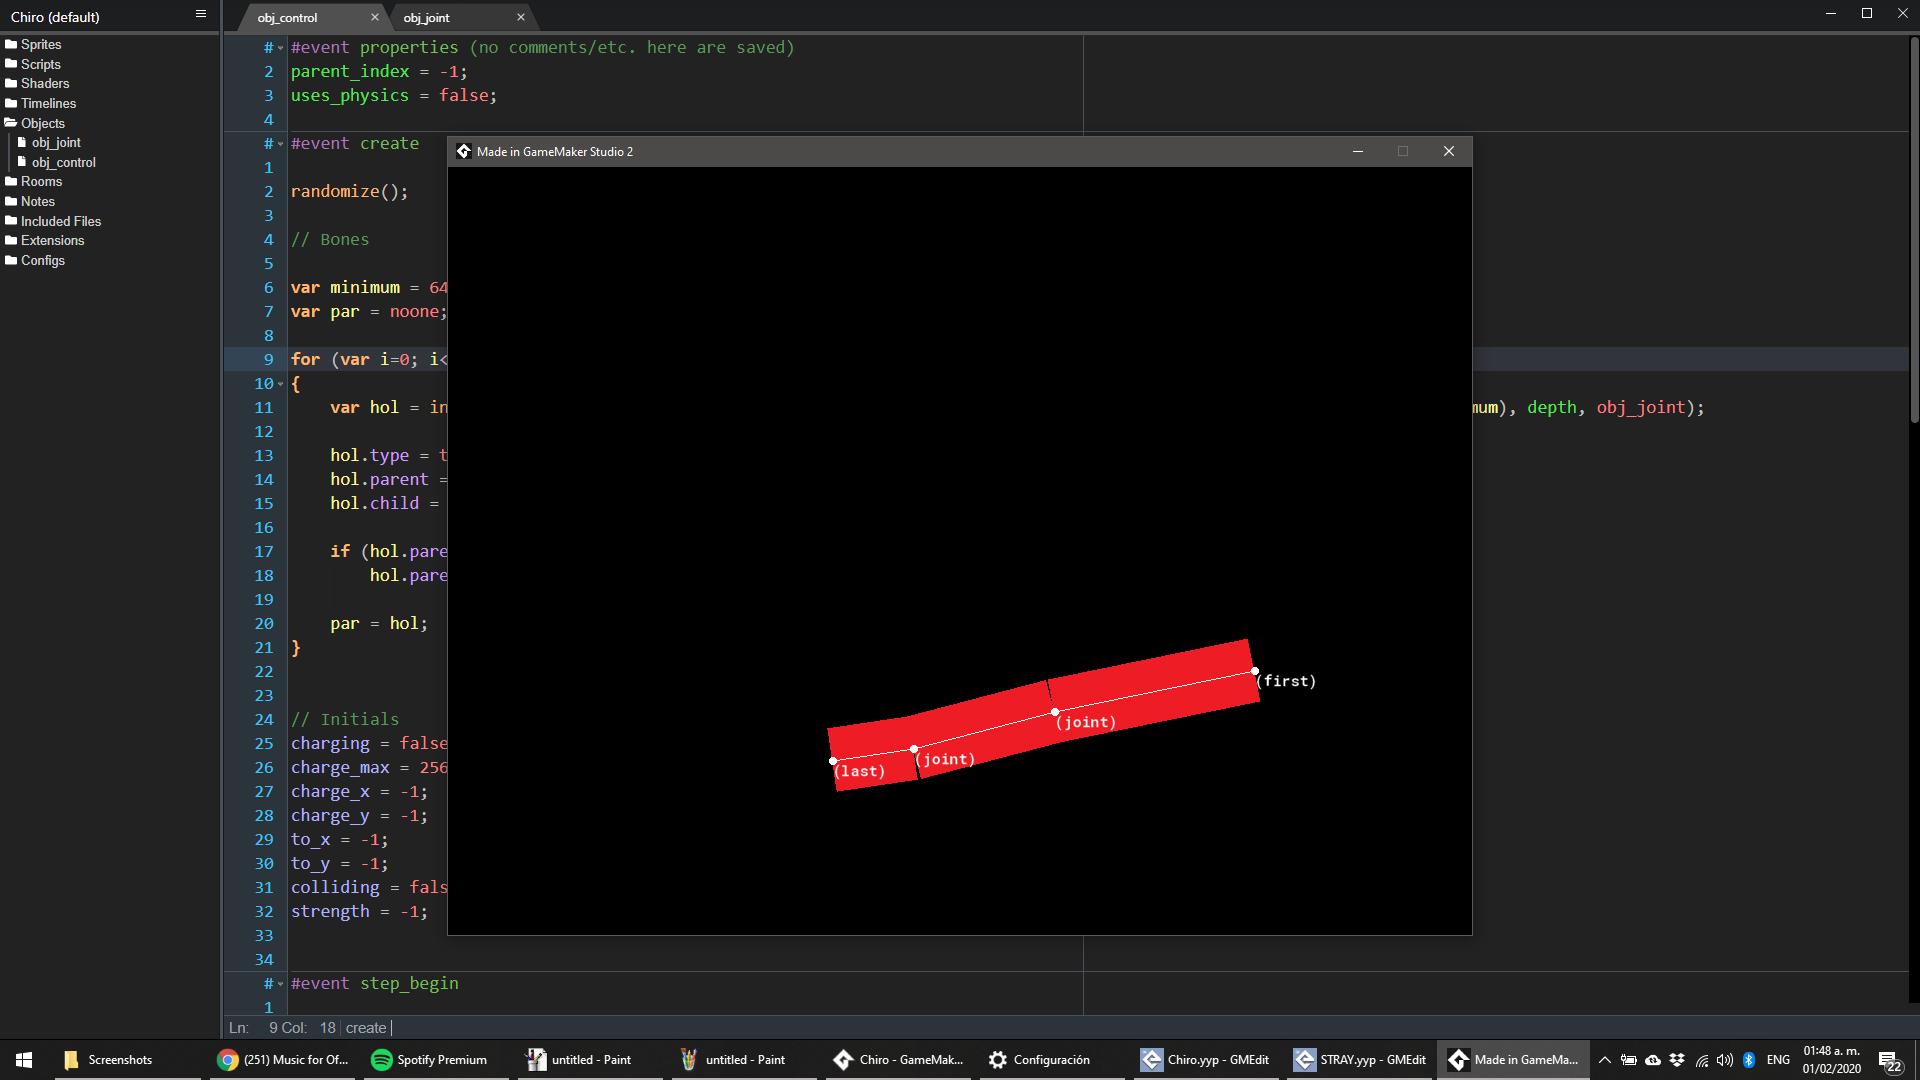 Chiro (default)
obj_control
obj_joint
Sprites
Scripts
Shaders
Timelines
Objects
obj_joint
obj_control
Rooms
Notes
Included Files
Extensions
Configs
# #event properties (no comments/etc. here are saved)
2 parent_index = -1;
3 uses_physics = false;
4
# #event create
1
2 randomize();
3
4 // Bones
5
6 var minimum = 64
7 var par = noone;
8
9 for (var i=0; i<
10 {
11 var hol = in mum), depth, obj_joint);
12
13 hol.type = t
14 hol.parent =
15 hol.child =
16
17 if (hol.pare
18 hol.pare
19
20 par = hol;
21 }
22
23
24 // Initials
25 charging = false
26 charge_max = 256
27 charge_x = -1;
28 charge_y = -1;
29 to_x = -1;
30 to_y = -1;
31 colliding = fals
32 strength = -1;
33
34
# #event step_begin
1
Made in GameMaker Studio 2
(first)
(joint)
(joint)
(last)
Ln: 9 Col: 18 create
Screenshots
(251) Music for Of...
Spotify Premium
untitled - Paint
untitled - Paint
Chiro - GameMak...
Configuración
Chiro.yyp - GMEdit
STRAY.yyp - GMEdit
Made in GameMa...
ENG
01:48 a. m.
01/02/2020
22